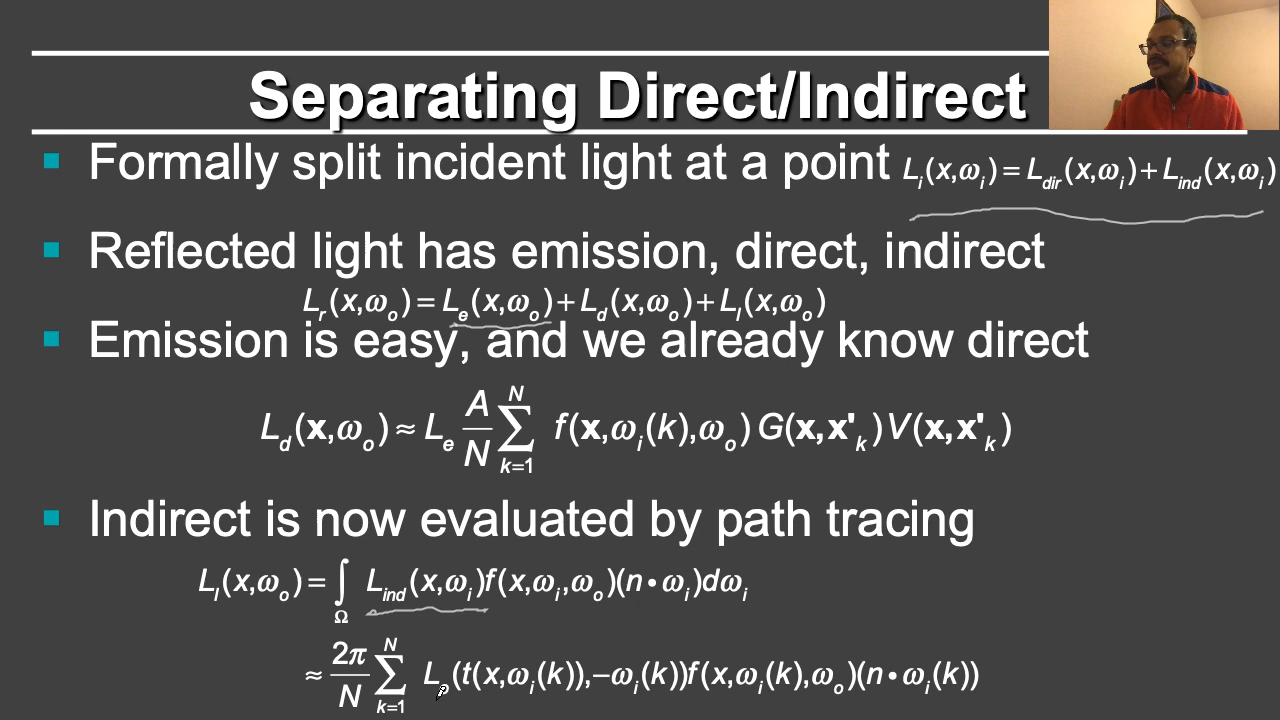 Separating Direct/Indirect
▪ Formally split incident light at a point L_i(x,ω_i) = L_dir(x,ω_i) + L_ind(x,ω_i)
▪ Reflected light has emission, direct, indirect
L_r(x,ω_o) = L_e(x,ω_o) + L_d(x,ω_o) + L_I(x,ω_o)
▪ Emission is easy, and we already know direct
L_d(x,ω_o) ≈ L_e A/N ∑_{k=1}^{N} f(x,ω_i(k),ω_o) G(x,x'_k) V(x,x'_k)
▪ Indirect is now evaluated by path tracing
L_I(x,ω_o) = ∫_Ω L_ind(x,ω_i) f(x,ω_i,ω_o)(n • ω_i)dω_i
≈ 2π/N ∑_{k=1}^{N} L_o(t(x,ω_i(k)),−ω_i(k)) f(x,ω_i(k),ω_o)(n • ω_i(k))